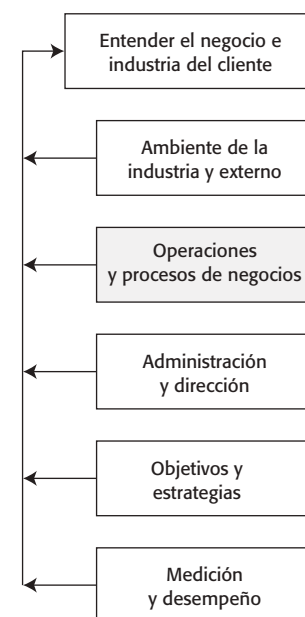 Entender el negocio e
industria del cliente
Ambiente de la
industria y externo
Operaciones
y procesos de negocios
Administración
y dirección
Objetivos y
estrategias
Medición
y desempeño